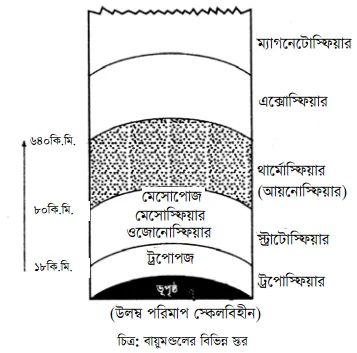 ম্যাগনেটোস্ফিয়ার
এক্সোস্ফিয়ার
৬৪০কি.মি.
থার্মোস্ফিয়ার
(আয়নোস্ফিয়ার)
মেসোপোজ
৮০কি.মি.
মেসোস্ফিয়ার
ওজোনোস্ফিয়ার
স্ট্রাটোস্ফিয়ার
ট্রপোপজ
১৮কি.মি.
ট্রপোস্ফিয়ার
ভূপৃষ্ঠ
(উলম্ব পরিমাপ স্কেলবিহীন)
চিত্র: বায়ুমণ্ডলের বিভিন্ন স্তর